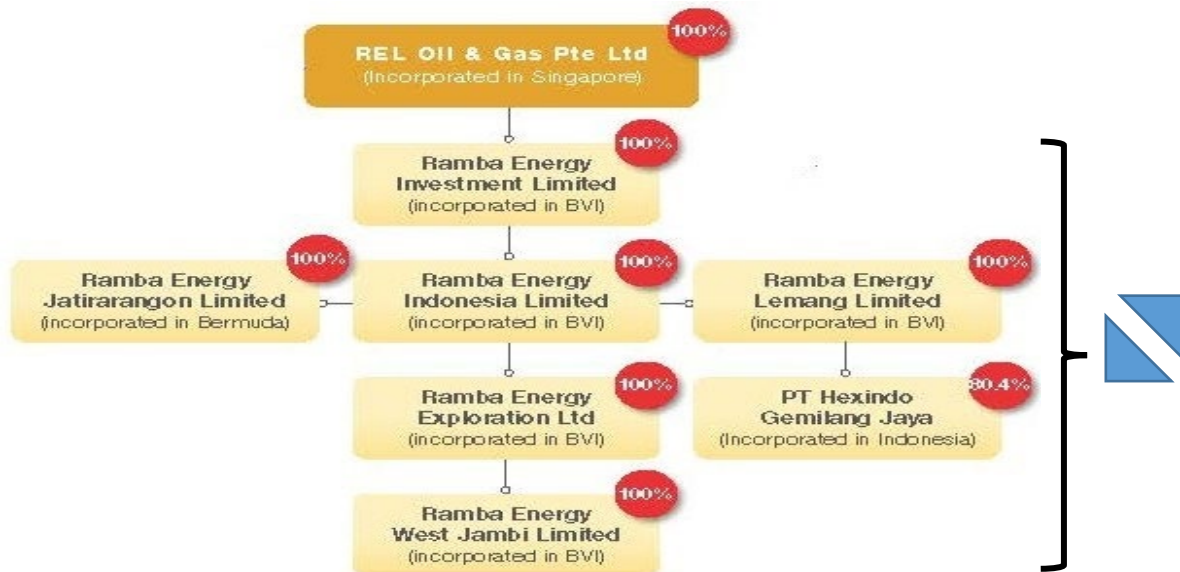 100%
REL OIl & Gas Pte Ltd
(Incorporated in Singapore)
100%
Ramba Energy
Investment Limited
(incorporated in BVI)
100%
Ramba Energy
Jatirarangon Limited
(incorporated in Bermuda)
100%
Ramba Energy
Indonesia Limited
(incorporated in BVI)
100%
Ramba Energy
Lemang Limited
(incorporated in BVI)
100%
Ramba Energy
Exploration Ltd
(incorporated in BVI)
80.4%
PT Hexindo
Gemilang Jaya
(Incorporated in Indonesia)
100%
Ramba Energy
West Jambi Limited
(incorporated in BVI)